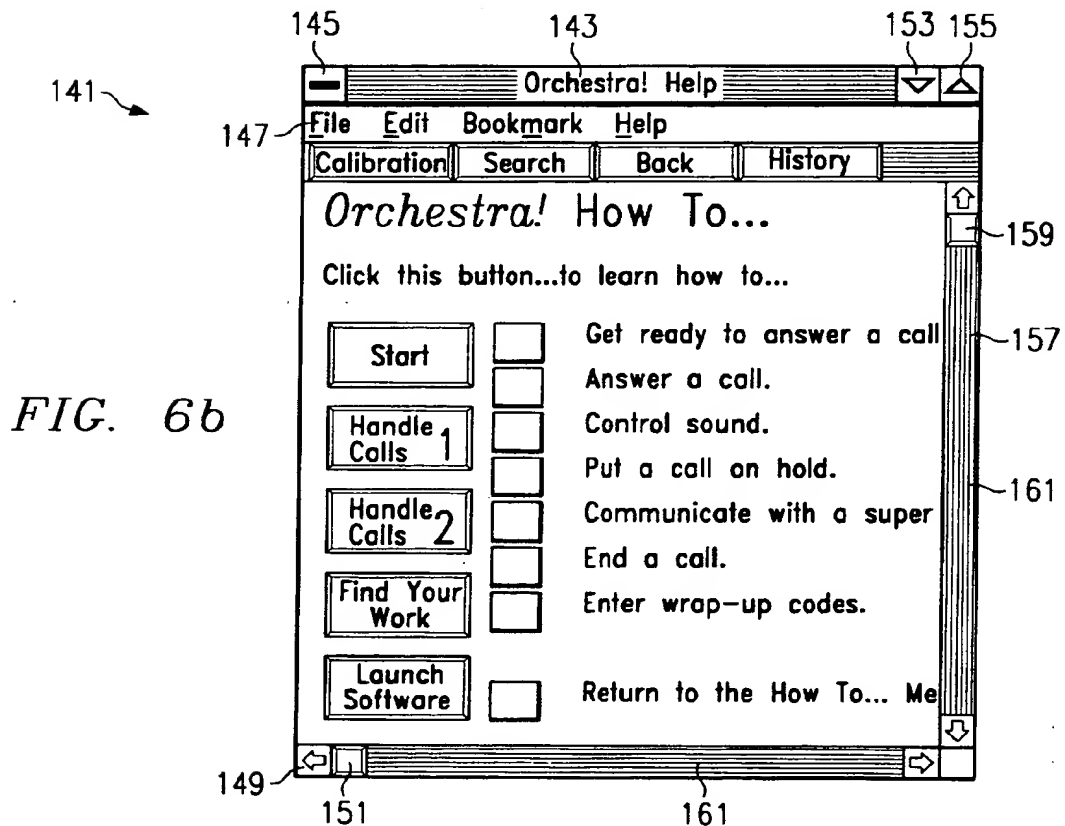 145 143 153 155
141
Orchestra! Help
147 File Edit Bookmark Help
Calibration Search Back History
Orchestra! How To...
159
Click this button...to learn how to...
Start
Get ready to answer a call
157
Answer a call.
FIG. 6b
Handle Calls 1
Control sound.
Put a call on hold.
161
Handle Calls 2
Communicate with a super
End a call.
Find Your Work
Enter wrap-up codes.
Launch Software
Return to the How To... Me
149
151 161